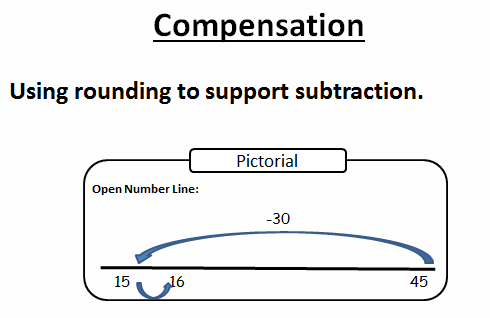 Compensation
Using rounding to support subtraction.
Pictorial
Open Number Line:
-30
15 16 45